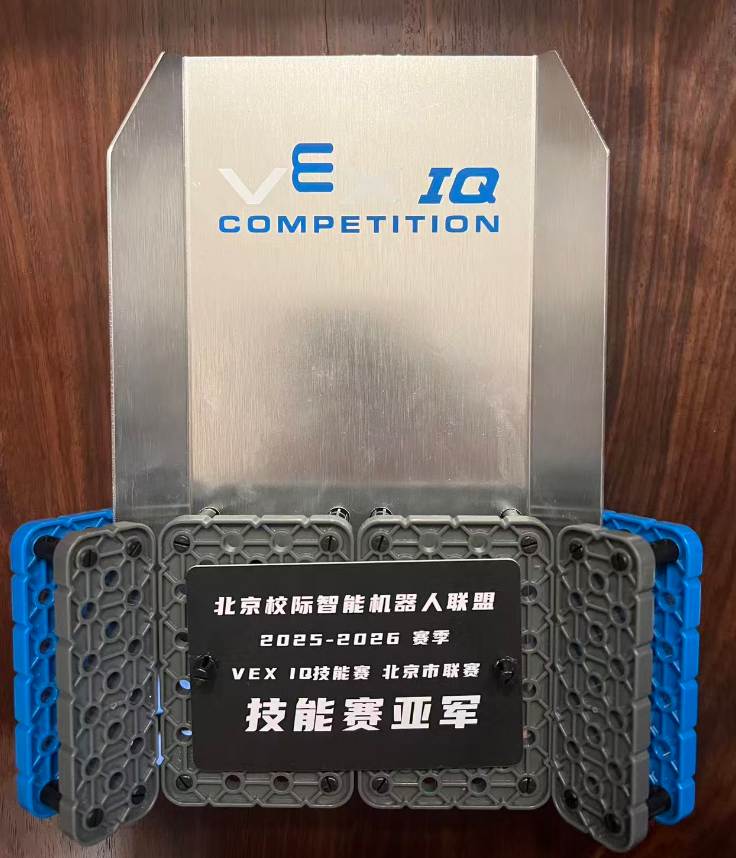 VEX IQ
COMPETITION
北京校际智能机器人联盟
2025-2026 赛季
VEX IQ技能赛 北京市联赛
技能赛亚军